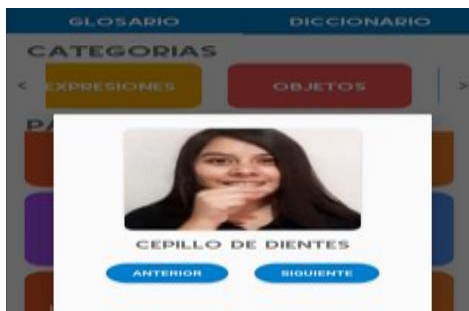 GLOSARIO DICCIONARIO
CATEGORIAS
< EXPRESIONES OBJETOS >
CEPILLO DE DIENTES
ANTERIOR SIGUIENTE